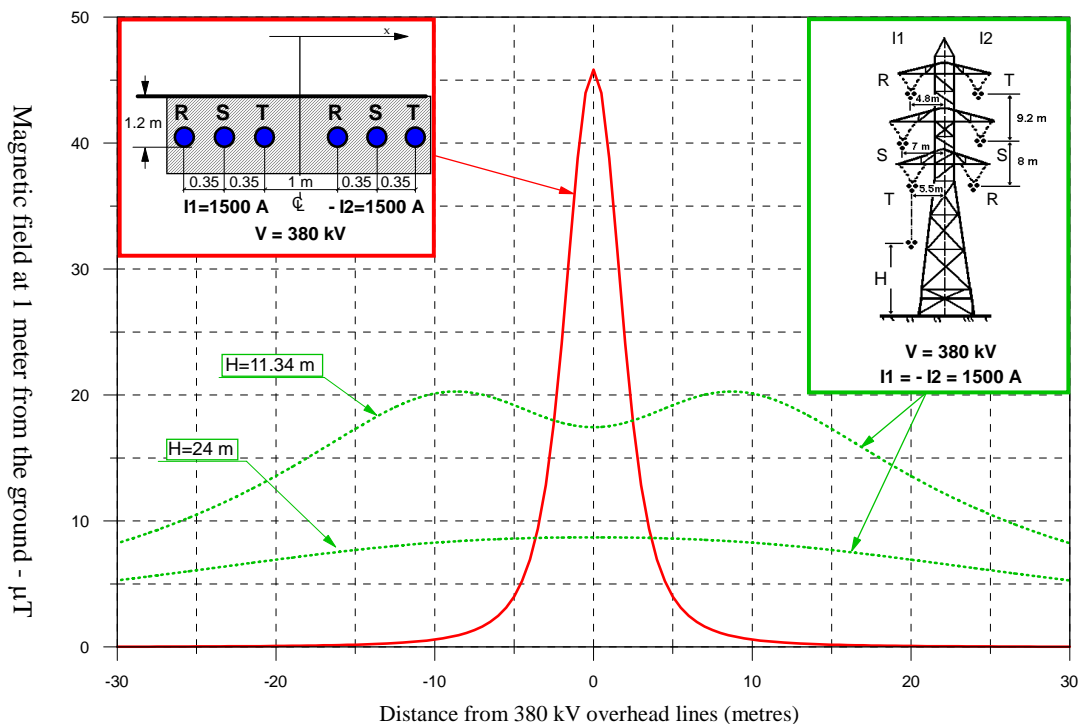 Magnetic field at 1 meter from the ground - μT
50
40
30
20
10
0
-30
-20
-10
0
10
20
30
Distance from 380 kV overhead lines (metres)
x
1.2 m
R S T R S T
0.35 0.35 1 m 0.35 0.35
I1=1500 A ℄ - I2=1500 A
V = 380 kV
H=11.34 m
H=24 m
I1 I2
R T
4.8m
9.2 m
7 m
S S
8 m
5.5m
T R
H
V = 380 kV
I1 = - I2 = 1500 A